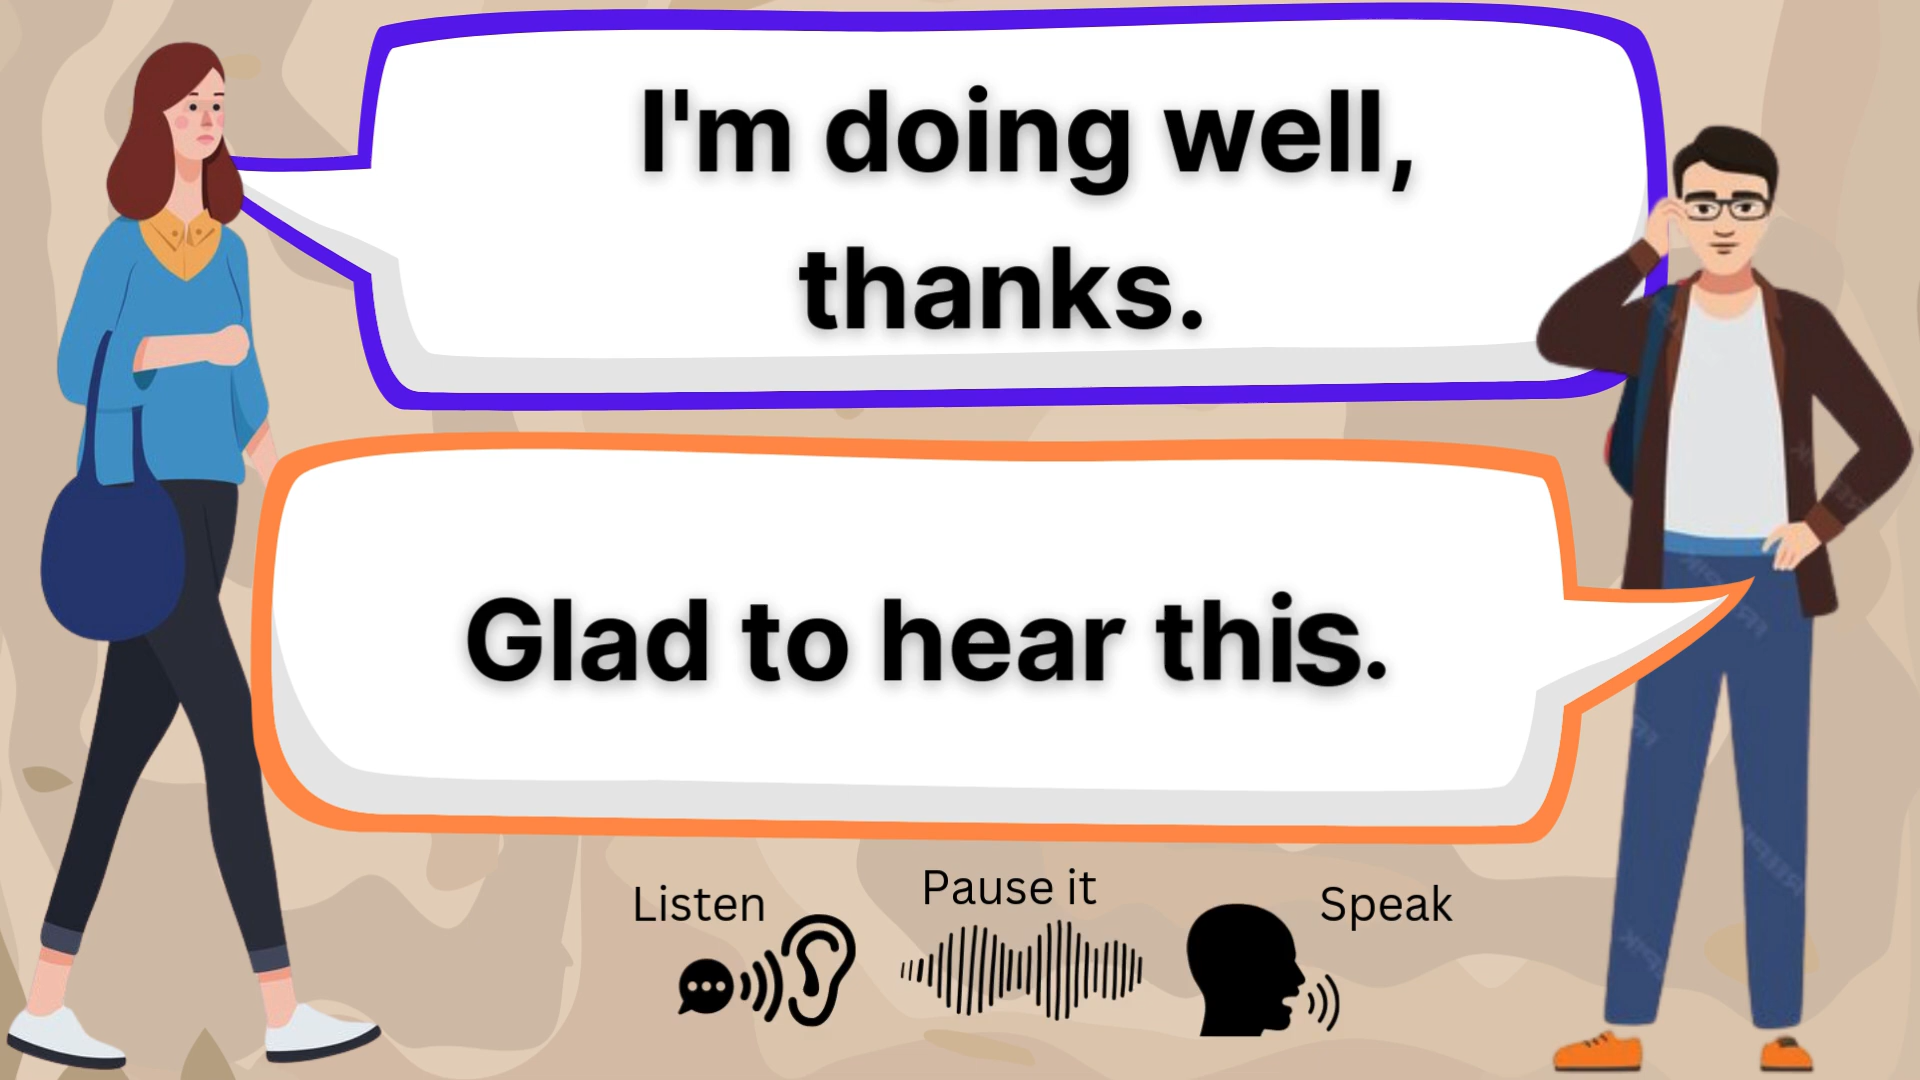 I'm doing well,
thanks.
Glad to hear this.
Listen
Pause it
Speak